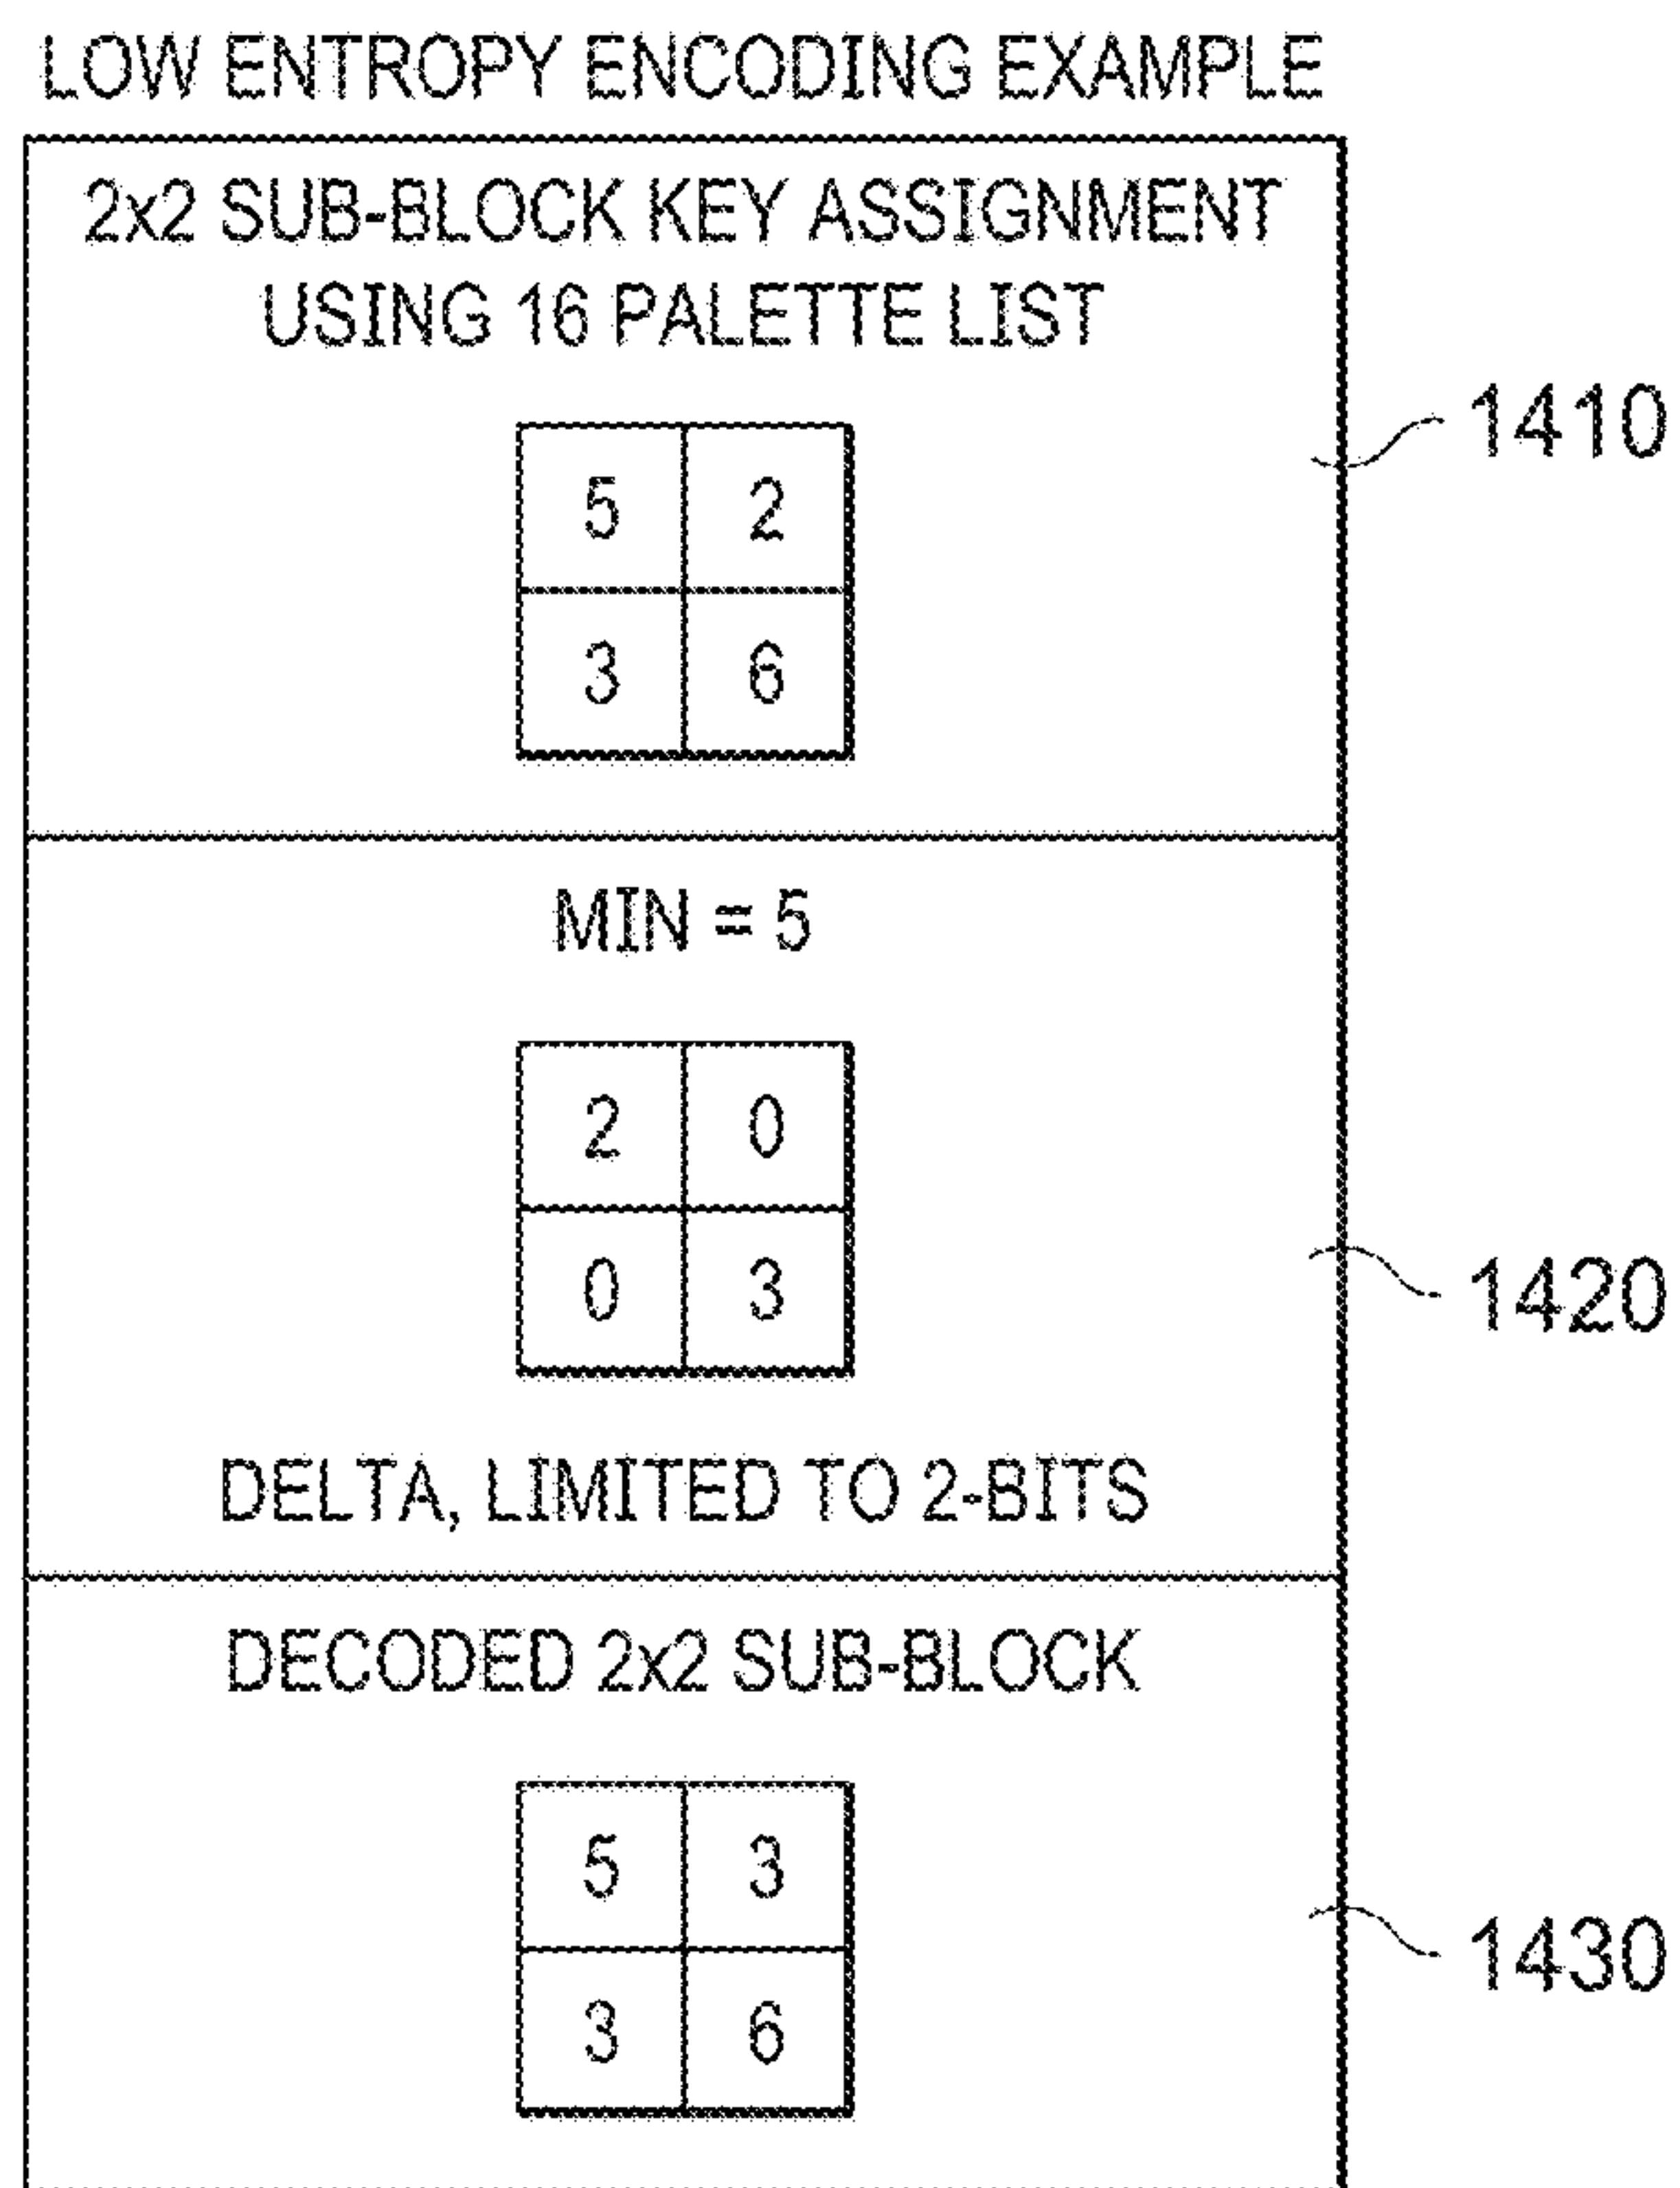 LOW ENTROPY ENCODING EXAMPLE
2x2 SUB-BLOCK KEY ASSIGNMENT
USING 16 PALETTE LIST
1410
5 2
3 6
MIN = 5
2 0
0 3
1420
DELTA, LIMITED TO 2-BITS
DECODED 2x2 SUB-BLOCK
5 3
1430
3 6